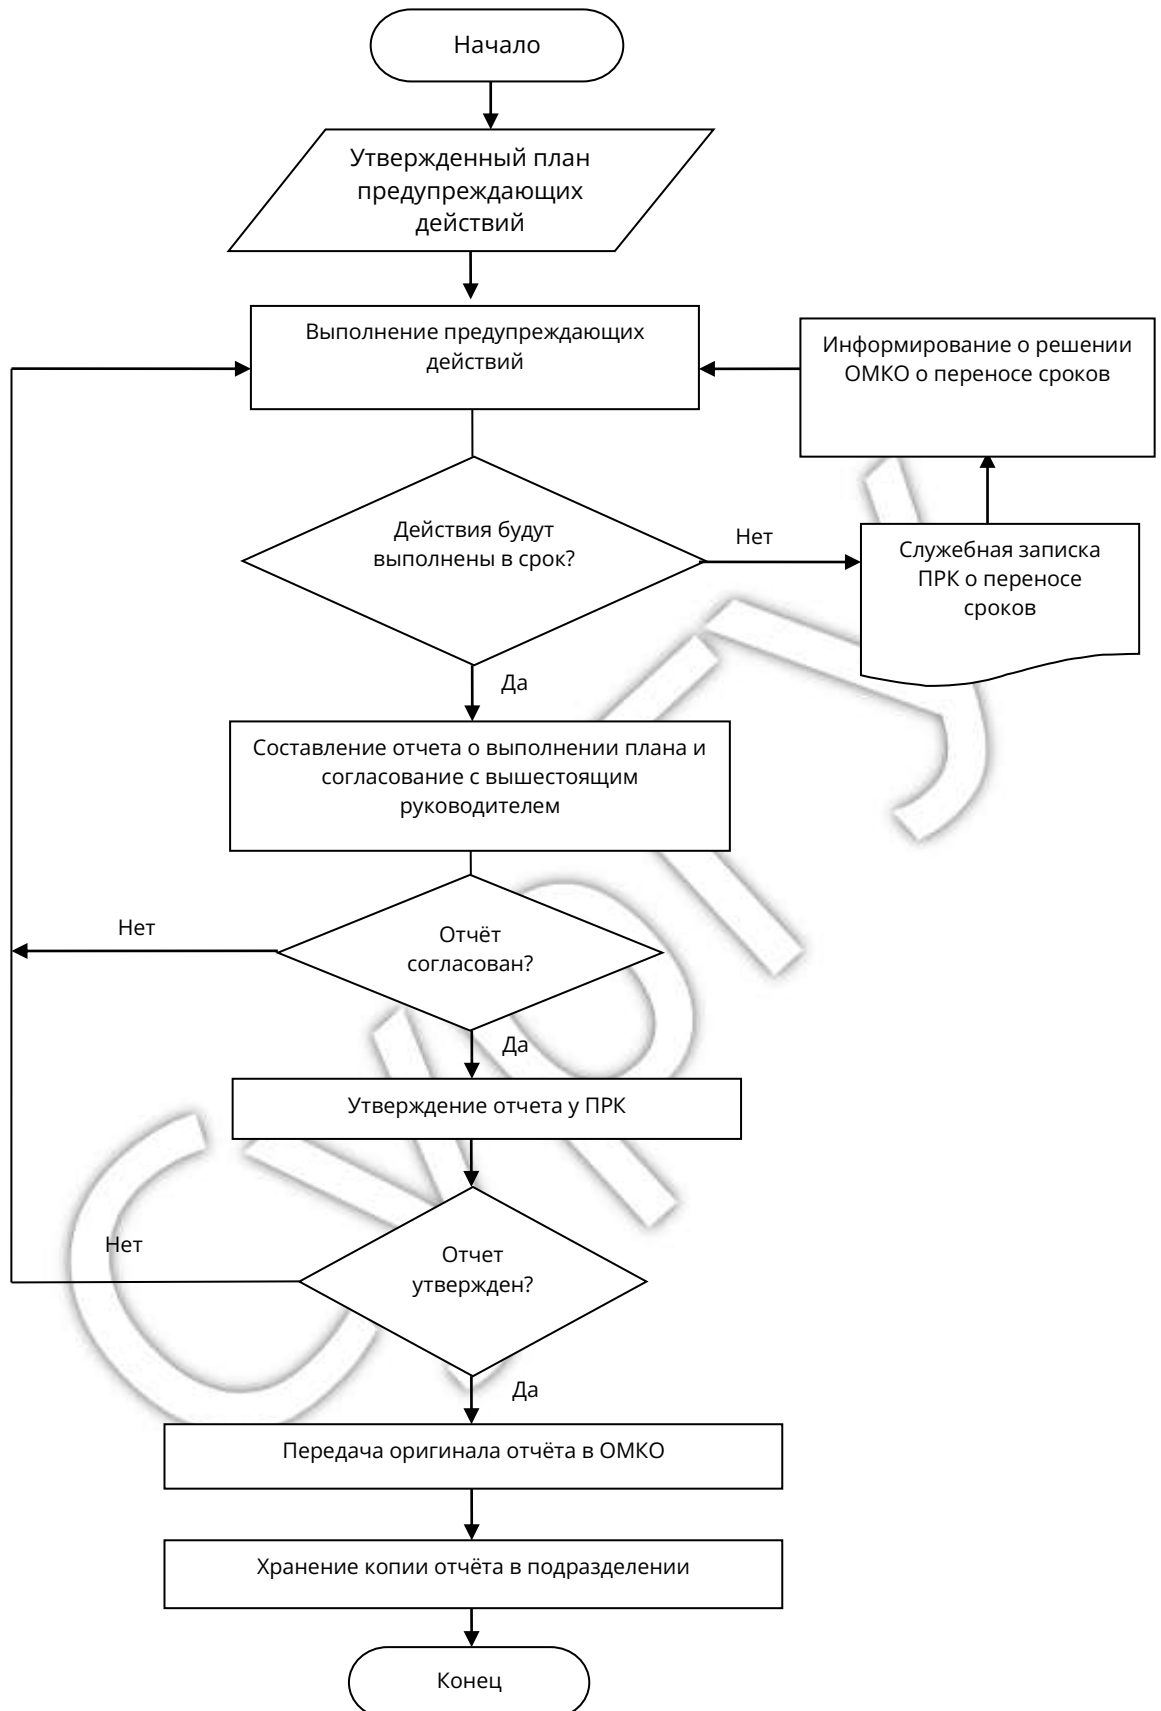 Начало
Утвержденный план
предупреждающих
действий
Выполнение предупреждающих
действий
Информирование о решении
ОМКО о переносе сроков
Действия будут
выполнены в срок?
Нет
Служебная записка
ПРК о переносе
сроков
Да
Составление отчета о выполнении плана и
согласование с вышестоящим
руководителем
Нет
Отчёт
согласован?
Да
Утверждение отчета у ПРК
Нет
Отчет
утвержден?
Да
Передача оригинала отчёта в ОМКО
Хранение копии отчёта в подразделении
Конец